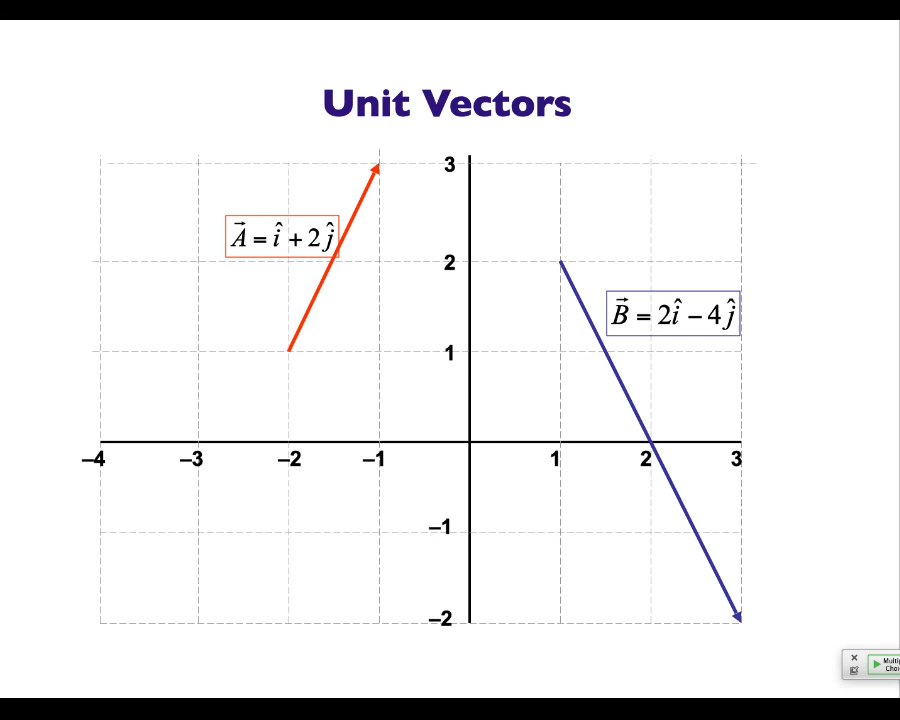 Unit Vectors
3
A⃗ = î + 2ĵ
2
B⃗ = 2î − 4ĵ
1
–4 –3 –2 –1 1 2 3
–1
–2